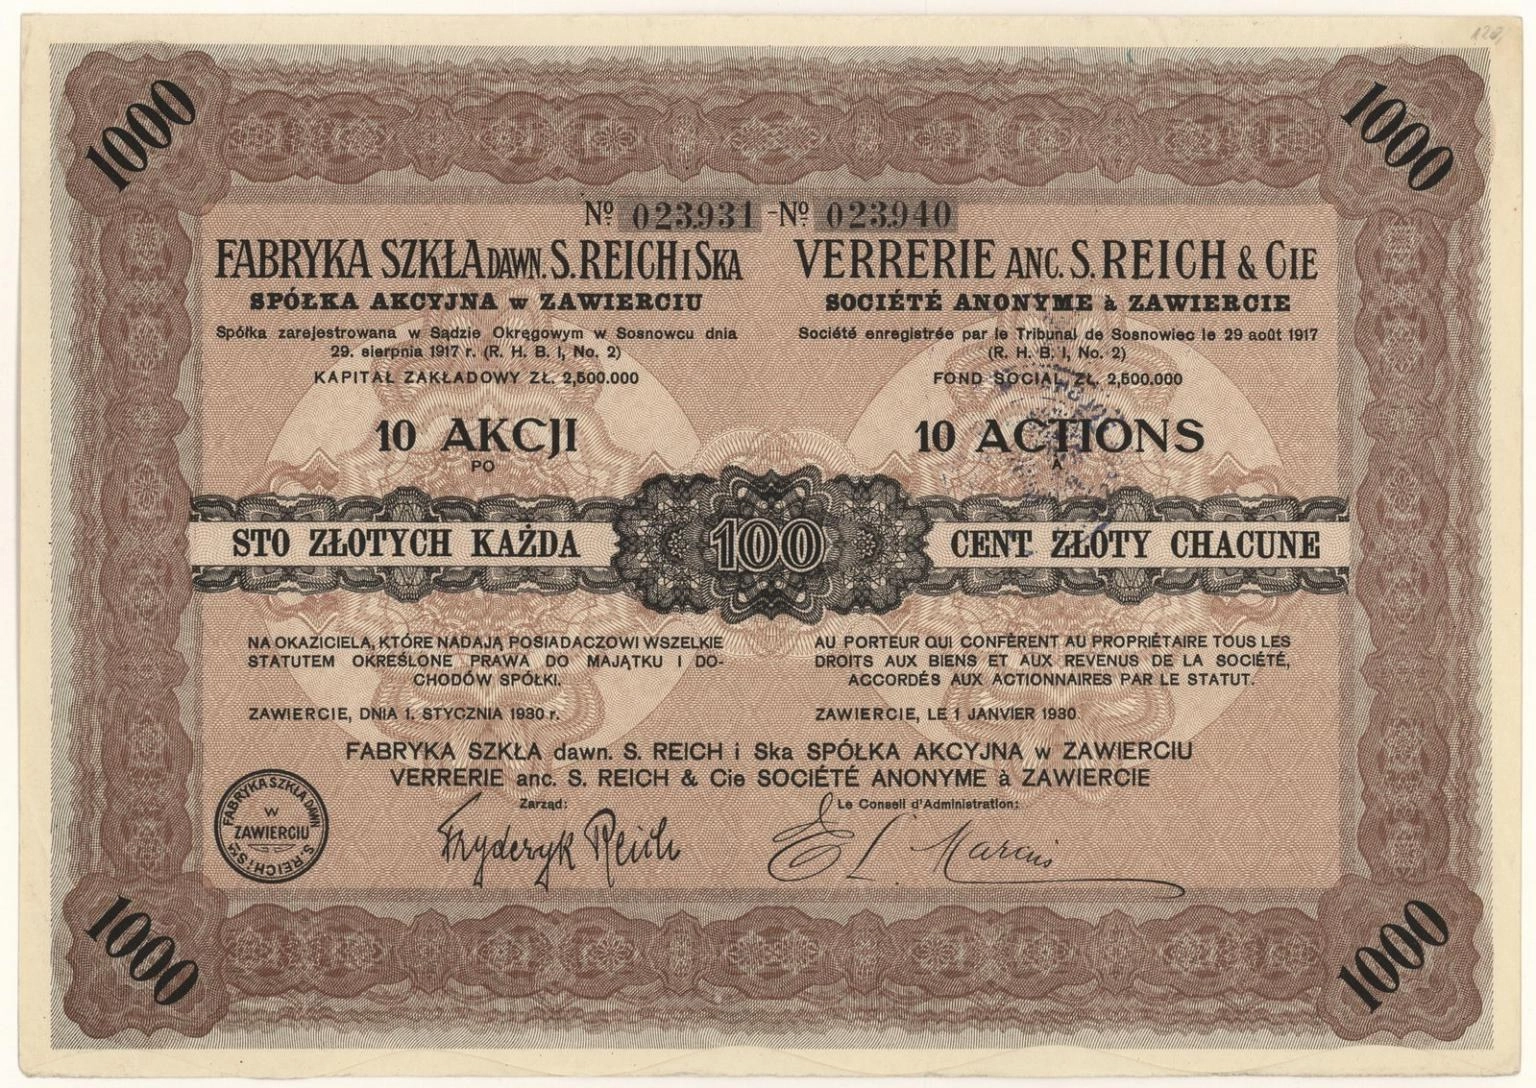 1000
1000
No 023.931 - No 023.940
FABRYKA SZKŁA DAWN. S. REICH I SKA
SPÓŁKA AKCYJNA w ZAWIERCIU
Spółka zarejestrowana w Sądzie Okręgowym w Sosnowcu dnia
29. sierpnia 1917 r. (R. H. B. I, No. 2)
KAPITAŁ ZAKŁADOWY ZŁ. 2,500.000
10 AKCJI
PO
STO ZŁOTYCH KAŻDA
VERRERIE ANC. S. REICH & CIE
SOCIÉTÉ ANONYME à ZAWIERCIE
Société enregistrée par le Tribunal de Sosnowiec le 29 août 1917
(R. H. B. I, No. 2)
FOND SOCIAL ZŁ. 2,500.000
10 ACTIONS
A
CENT ZŁOTY CHACUNE
100
NA OKAZICIELA, KTÓRE NADAJĄ POSIADACZOWI WSZELKIE
STATUTEM OKREŚLONE PRAWA DO MAJĄTKU I DO-
CHODÓW SPÓŁKI.
ZAWIERCIE, DNIA 1. STYCZNIA 1930 r.
AU PORTEUR QUI CONFÈRENT AU PROPRIÉTAIRE TOUS LES
DROITS AUX BIENS ET AUX REVENUS DE LA SOCIÉTÉ,
ACCORDÉS AUX ACTIONNAIRES PAR LE STATUT.
ZAWIERCIE, LE 1 JANVIER 1930
FABRYKA SZKŁA dawn. S. REICH i Ska SPÓŁKA AKCYJNA w ZAWIERCIU
VERRERIE anc. S. REICH & Cie SOCIÉTÉ ANONYME à ZAWIERCIE
Zarząd:
Le Conseil d'Administration:
FABRYKA SZKŁA DAWN. S. REICH i Ska
W
ZAWIERCIU
Fryderyk Reich
E L. Marcus
1000
1000